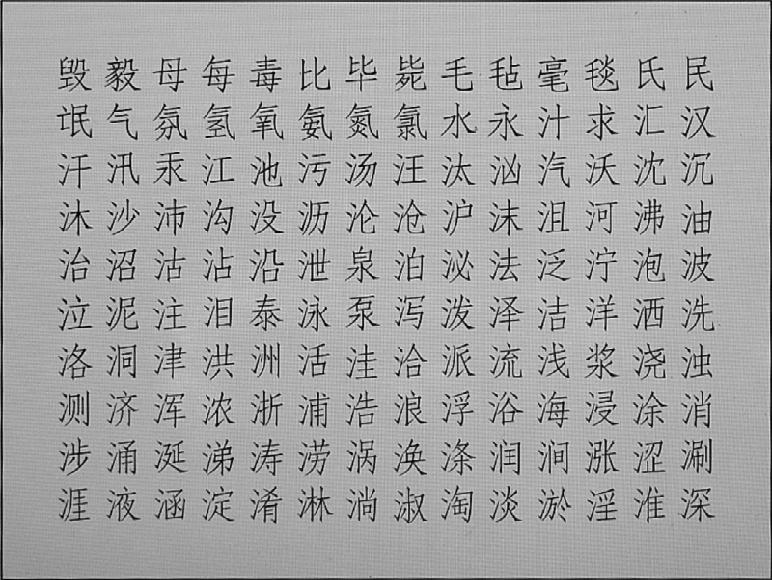 毁毅母每毒比毕毙毛毡毫毯氏民
氓气氛氢氧氨氮氯水永汁求汇汉
汗汛汞江池污汤汪汰汹汽沃沈沉
沐沙沛沟没沥沦沧沪沫沮河沸油
治沼沽沾沿泄泉泊泌法泛泞泡波
泣泥注泪泰泳泵泻泼泽洁洋洒洗
洛洞津洪洲活洼洽派流浅浆浇浊
测济浑浓浙浦浩浪浮浴海浸涂消
涉涌涎涕涛涝涡涣涤润涧涨涩涮
涯液涵淀淆淋淌淑淘淡淤淫淮深